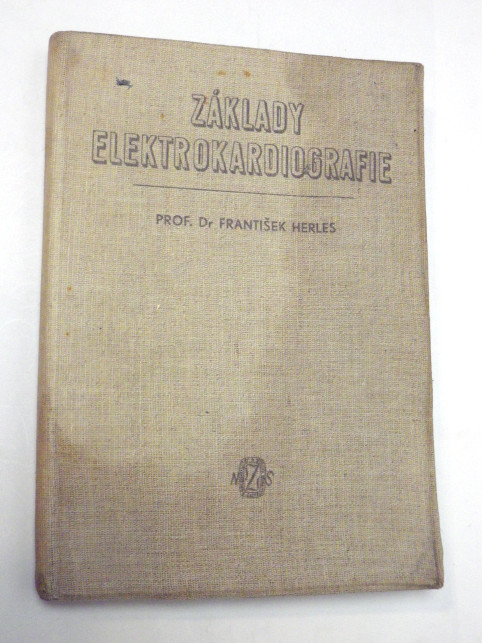 ZÁKLADY
ELEKTROKARDIOGRAFIE
PROF. Dr FRANTIŠEK HERLES